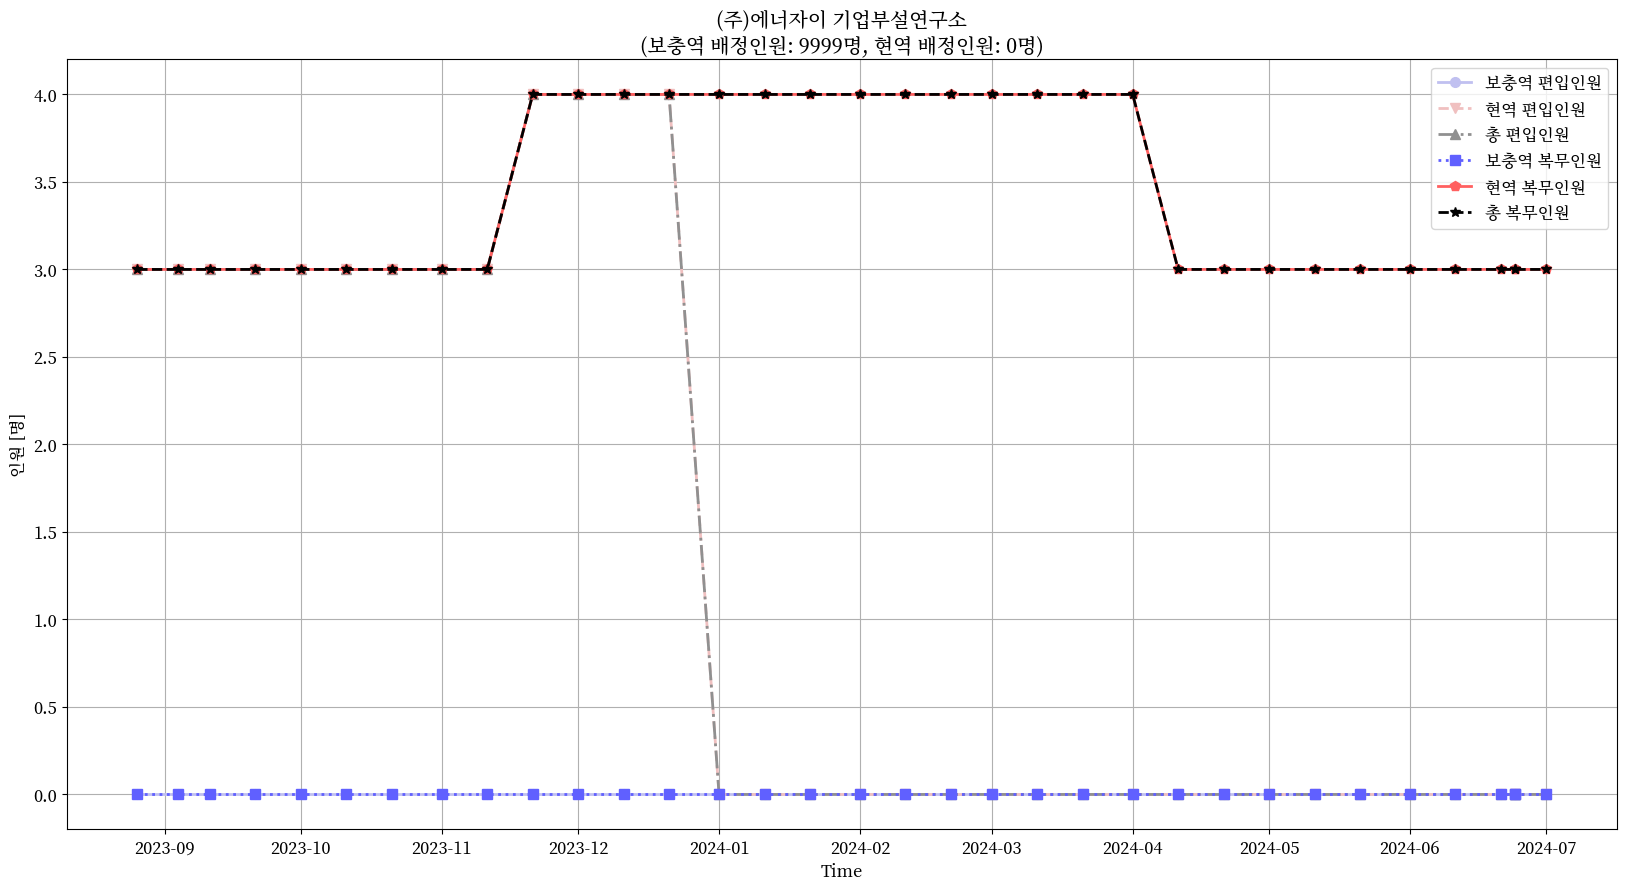 (주)에너자이 기업부설연구소
(보충역 배정인원: 9999명, 현역 배정인원: 0명)
보충역 편입인원
현역 편입인원
총 편입인원
보충역 복무인원
현역 복무인원
총 복무인원
인원 [명]
4.0
3.5
3.0
2.5
2.0
1.5
1.0
0.5
0.0
2023-09
2023-10
2023-11
2023-12
2024-01
2024-02
2024-03
2024-04
2024-05
2024-06
2024-07
Time